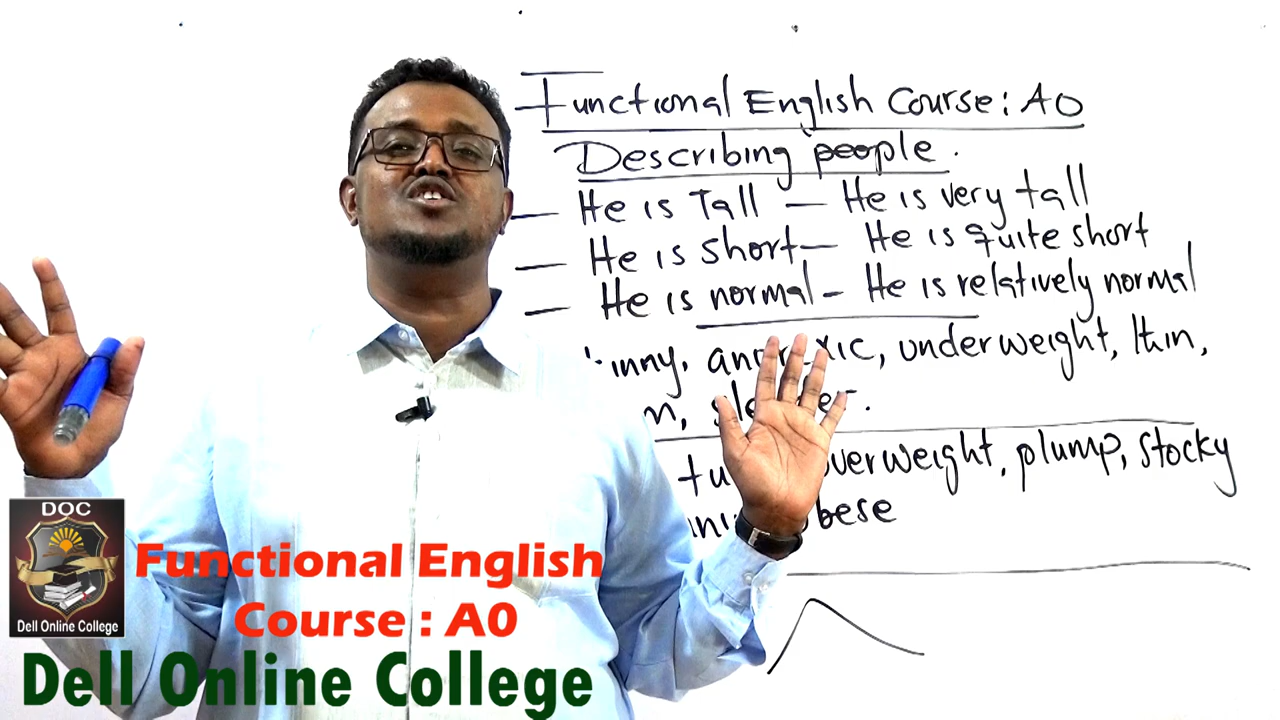 Functional English Course: A0
Describing people.
— He is Tall — He is very tall
— He is short — He is quite short
— He is normal - He is relatively normal
underweight, thin,
overweight, plump, stocky
obese
DOC
Dell Online College
Functional English
Course : A0
Dell Online College